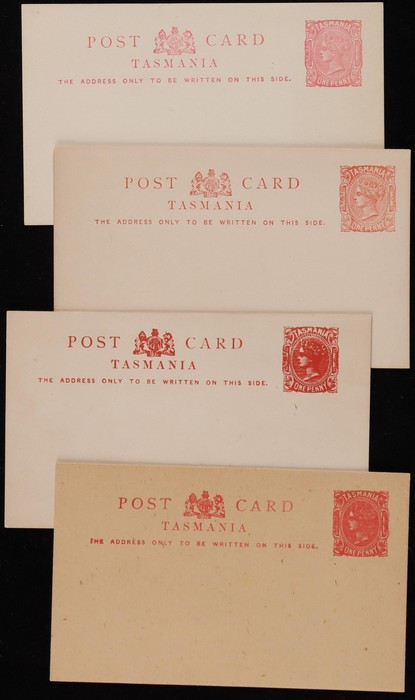 POST CARD
TASMANIA
THE ADDRESS ONLY TO BE WRITTEN ON THIS SIDE.
TASMANIA
ONE PENNY
POST CARD
TASMANIA
THE ADDRESS ONLY TO BE WRITTEN ON THIS SIDE.
TASMANIA
ONE PENNY
POST CARD
TASMANIA
THE ADDRESS ONLY TO BE WRITTEN ON THIS SIDE.
TASMANIA
ONE PENNY
POST CARD
TASMANIA
THE ADDRESS ONLY TO BE WRITTEN ON THIS SIDE.
TASMANIA
ONE PENNY